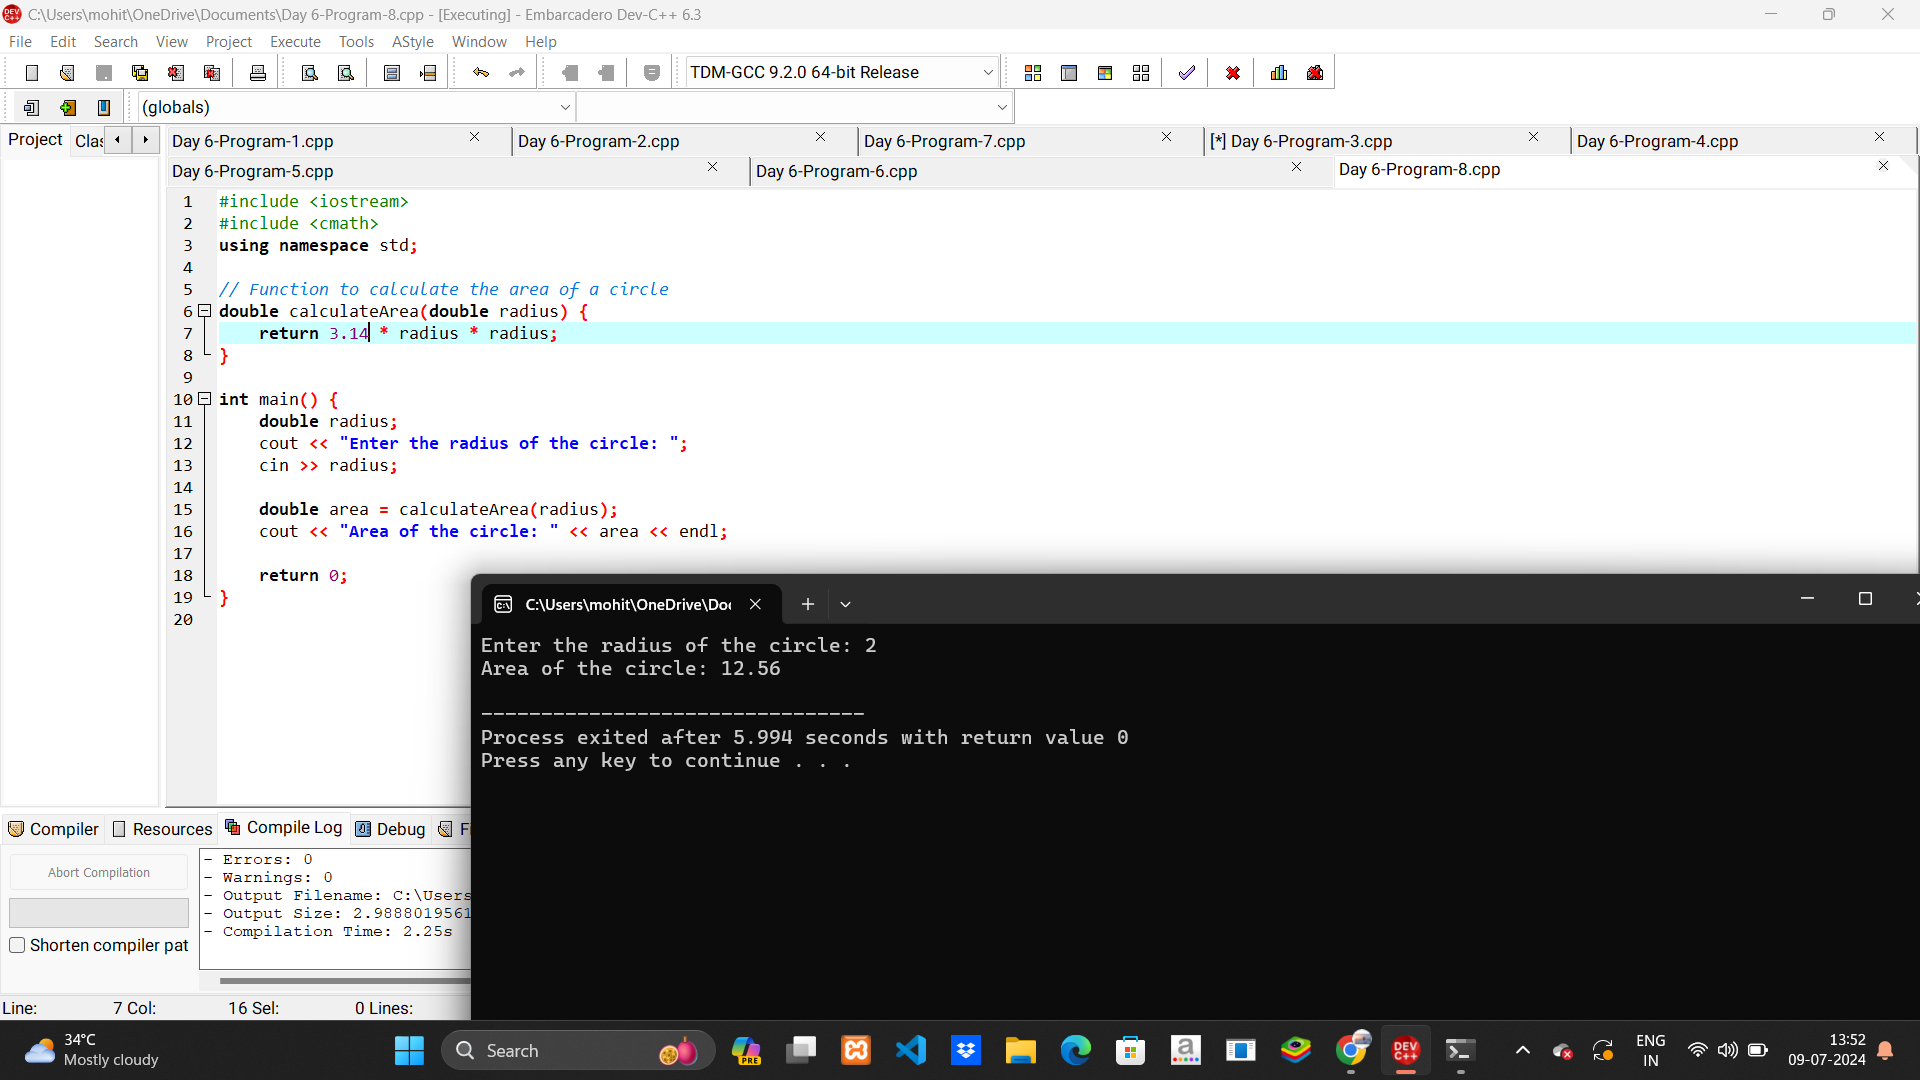 C:\Users\mohit\OneDrive\Documents\Day 6-Program-8.cpp - [Executing] - Embarcadero Dev-C++ 6.3
File Edit Search View Project Execute Tools AStyle Window Help
TDM-GCC 9.2.0 64-bit Release
(globals)
Project Clas Day 6-Program-1.cpp Day 6-Program-2.cpp Day 6-Program-7.cpp [*] Day 6-Program-3.cpp Day 6-Program-4.cpp
Day 6-Program-5.cpp Day 6-Program-6.cpp Day 6-Program-8.cpp
1 #include <iostream>
2 #include <cmath>
3 using namespace std;
4
5 // Function to calculate the area of a circle
6 double calculateArea(double radius) {
7 return 3.14 * radius * radius;
8 }
9
10 int main() {
11 double radius;
12 cout << "Enter the radius of the circle: ";
13 cin >> radius;
14
15 double area = calculateArea(radius);
16 cout << "Area of the circle: " << area << endl;
17
18 return 0;
19 }
20
C:\Users\mohit\OneDrive\Doc
Enter the radius of the circle: 2
Area of the circle: 12.56
--------------------------------
Process exited after 5.994 seconds with return value 0
Press any key to continue . . .
Compiler Resources Compile Log Debug Fi
Abort Compilation
Shorten compiler pat
- Errors: 0
- Warnings: 0
- Output Filename: C:\Users
- Output Size: 2.9888019561
- Compilation Time: 2.25s
Line: 7 Col: 16 Sel: 0 Lines:
34°C
Mostly cloudy
Search
PRE
DEV C++
ENG
IN
13:52
09-07-2024